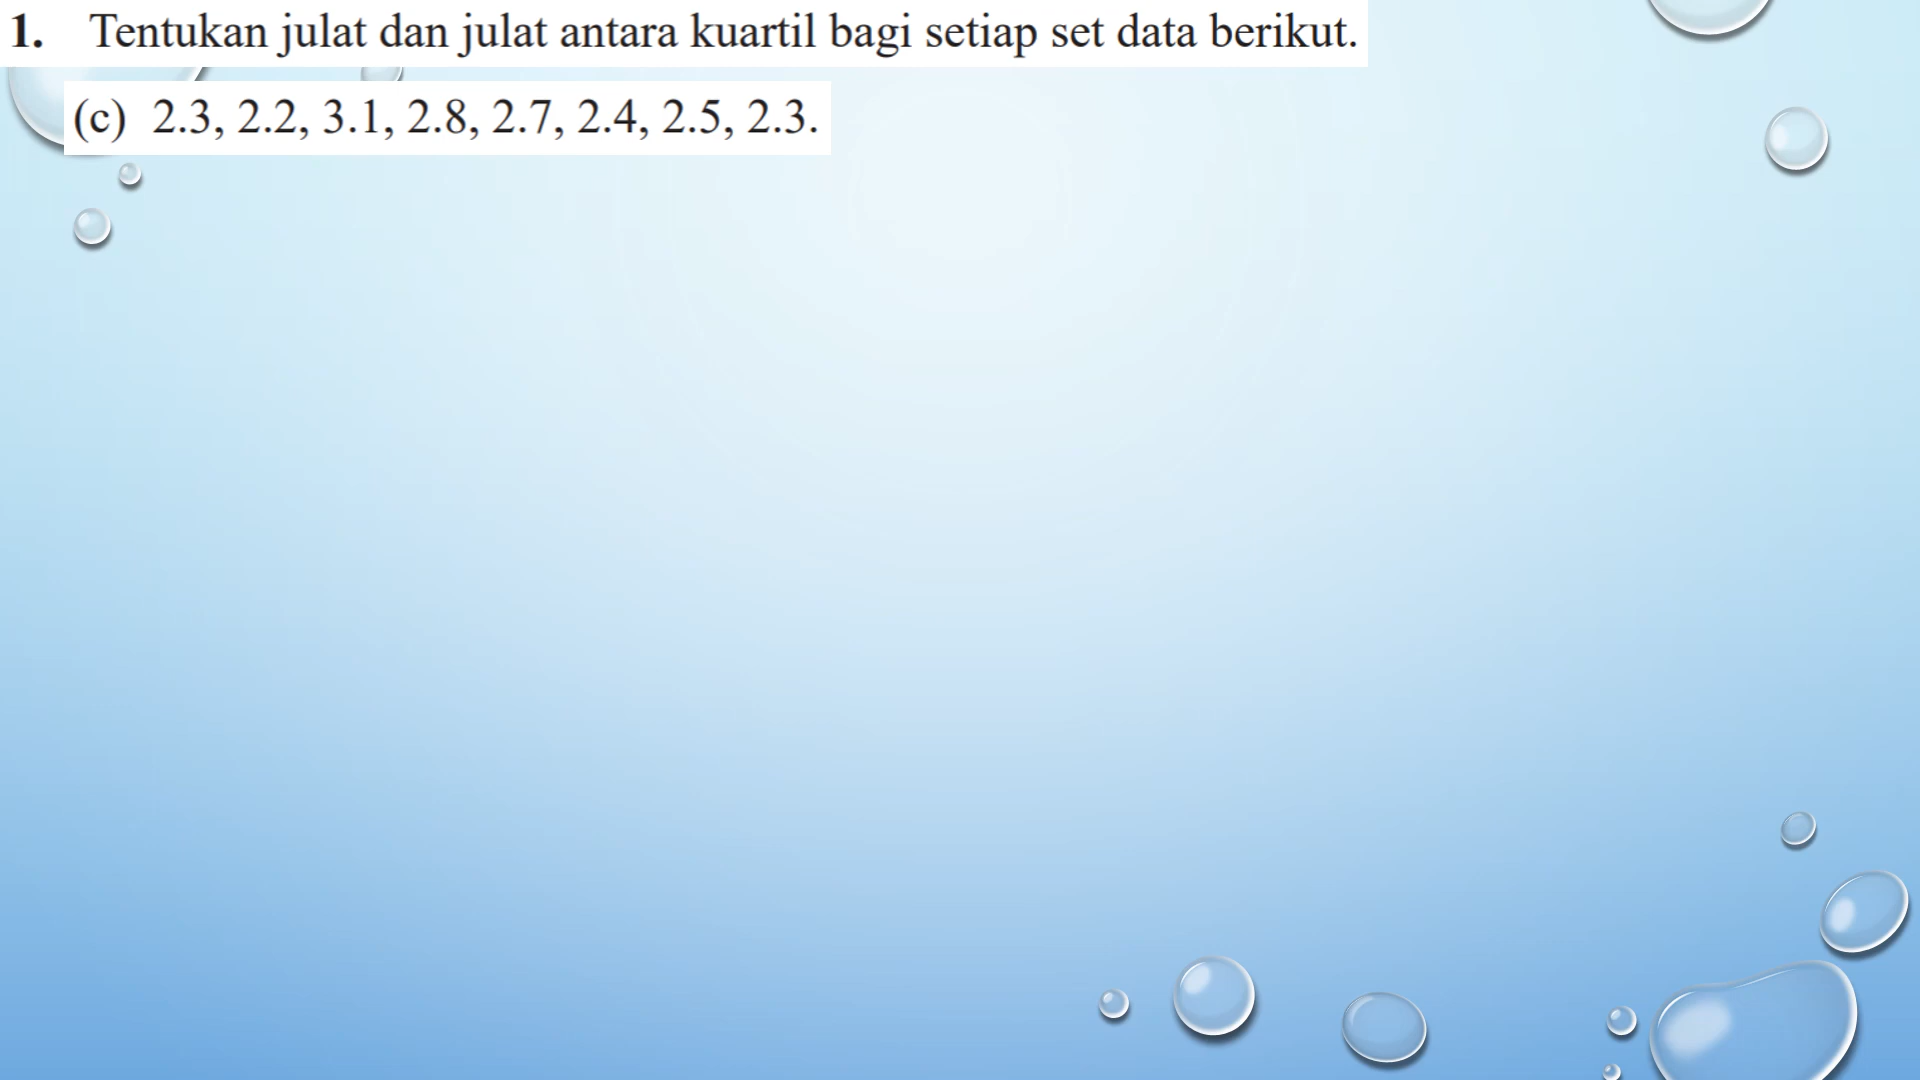 1. Tentukan julat dan julat antara kuartil bagi setiap set data berikut.
(c) 2.3, 2.2, 3.1, 2.8, 2.7, 2.4, 2.5, 2.3.